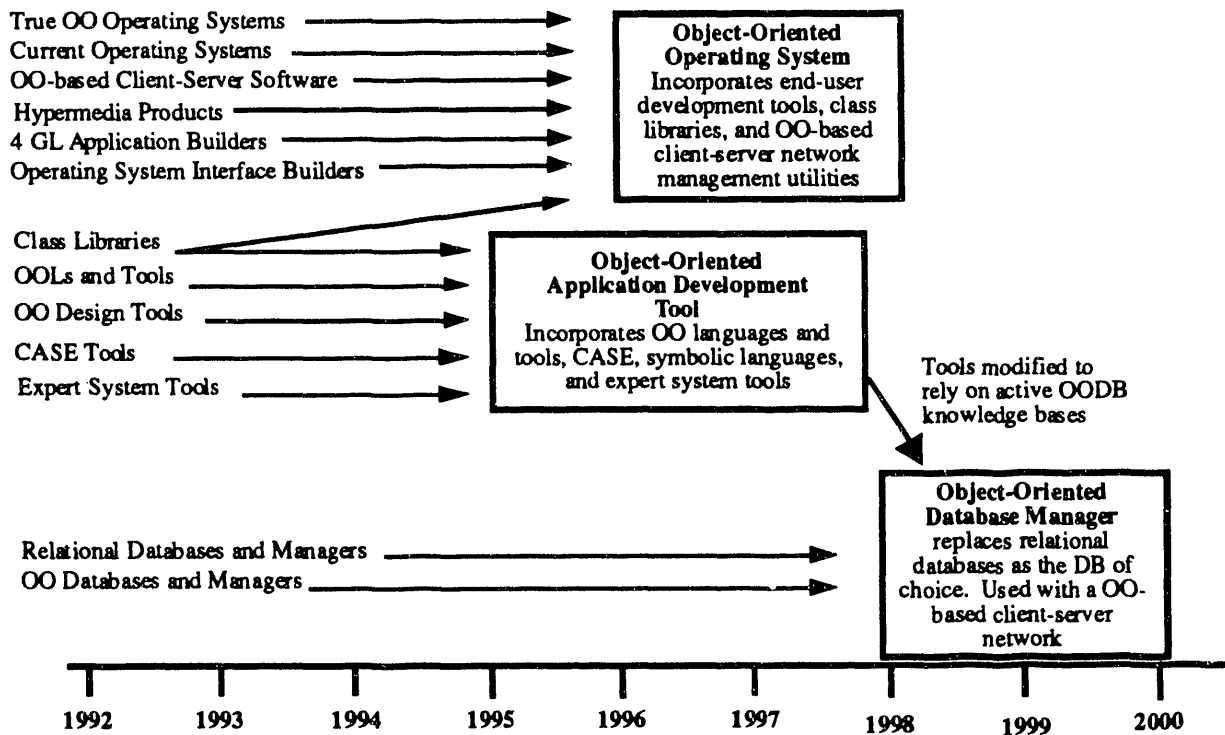 True OO Operating Systems
Current Operating Systems
OO-based Client-Server Software
Hypermedia Products
4 GL Application Builders
Operating System Interface Builders
Object-Oriented
Operating System
Incorporates end-user
development tools, class
libraries, and OO-based
client-server network
management utilities
Class Libraries
OOLs and Tools
OO Design Tools
CASE Tools
Expert System Tools
Object-Oriented
Application Development
Tool
Incorporates OO languages and
tools, CASE, symbolic languages,
and expert system tools
Tools modified to
rely on active OODB
knowledge bases
Relational Databases and Managers
OO Databases and Managers
Object-Oriented
Database Manager
replaces relational
databases as the DB of
choice. Used with a OO-
based client-server
network
1992 1993 1994 1995 1996 1997 1998 1999 2000